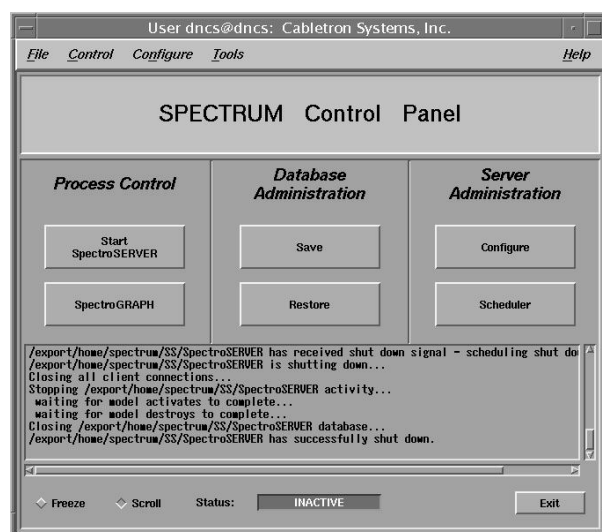 User dncs@dncs: Cabletron Systems, Inc.
File Control Configure Tools Help
SPECTRUM Control Panel
Process Control
Database Administration
Server Administration
Start SpectroSERVER
Save
Configure
SpectroGRAPH
Restore
Scheduler
/export/home/spectrum/SS/SpectroSERVER has received shut down signal - scheduling shut do
/export/home/spectrum/SS/SpectroSERVER is shutting down...
Closing all client connections...
Stopping /export/home/spectrum/SS/SpectroSERVER activity...
waiting for model activates to complete...
waiting for model destroys to complete...
Closing /export/home/spectrum/SS/SpectroSERVER database...
/export/home/spectrum/SS/SpectroSERVER has successfully shut down.
Freeze Scroll Status: INACTIVE Exit